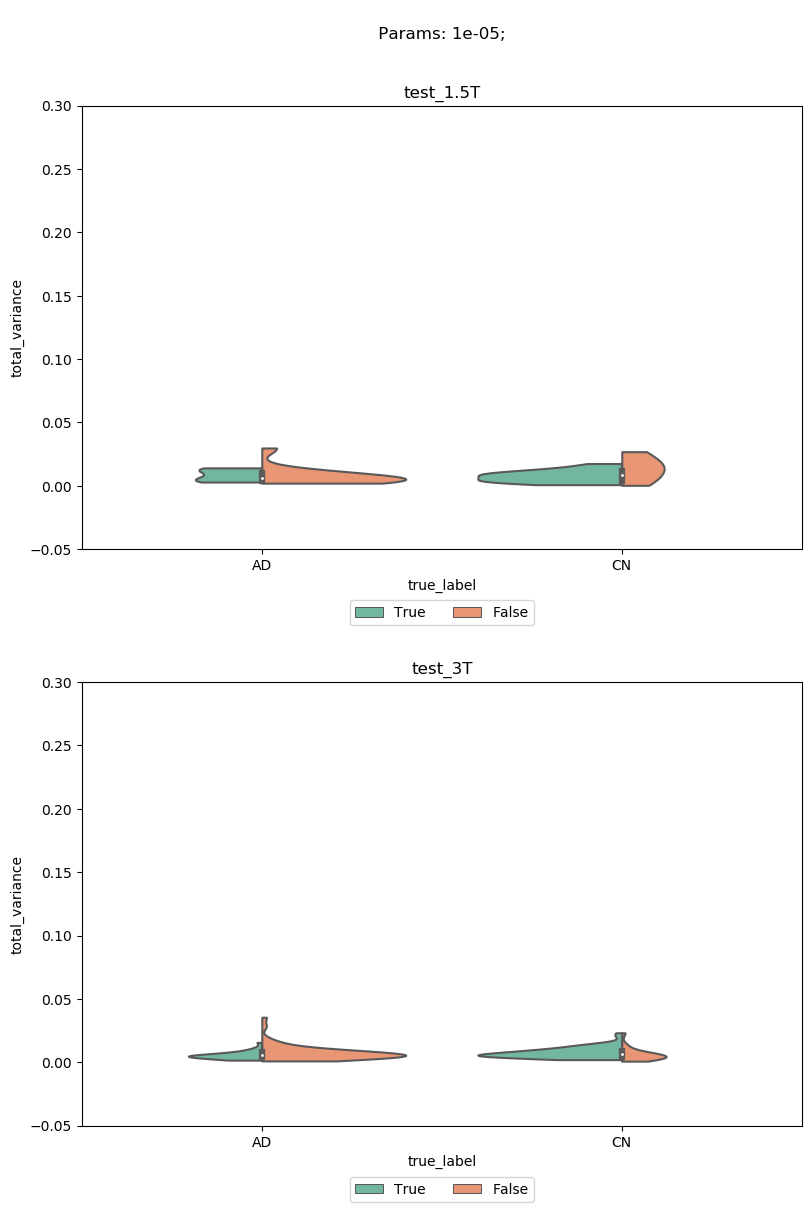 Params: 1e-05;
test_1.5T
0.30
0.25
0.20
0.15
0.10
0.05
0.00
−0.05
total_variance
AD CN
true_label
True False
test_3T
0.30
0.25
0.20
0.15
0.10
0.05
0.00
−0.05
total_variance
AD CN
true_label
True False